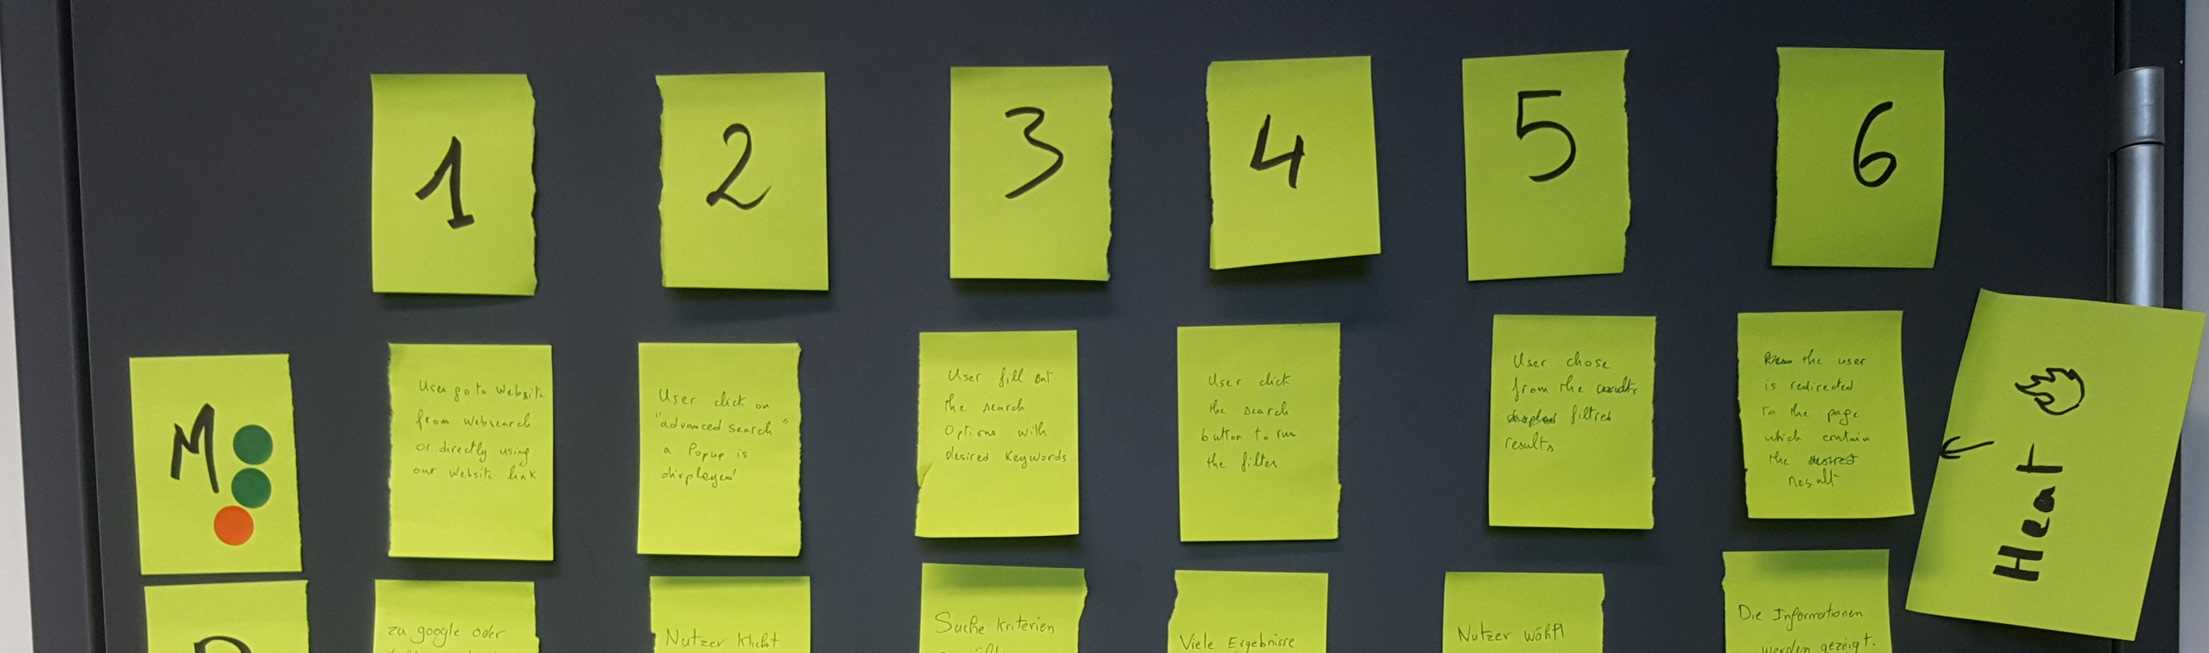 1
2
3
4
5
6
M
User go to website
from websearch
or directly using
our website link
User click on
"advanced search"
a Popup is
displayed
User fill out
the search
Options with
desired Keywords
User click
the search
button to run
the filter
User chose
from the results
filtred
results
the user
is redirected
to the page
which contain
the desired
result
Heat
zu google oder
Nutzer klickt
Suche Kriterien
Viele Ergebnisse
Nutzer wählt
Die Informationen
werden gezeigt.